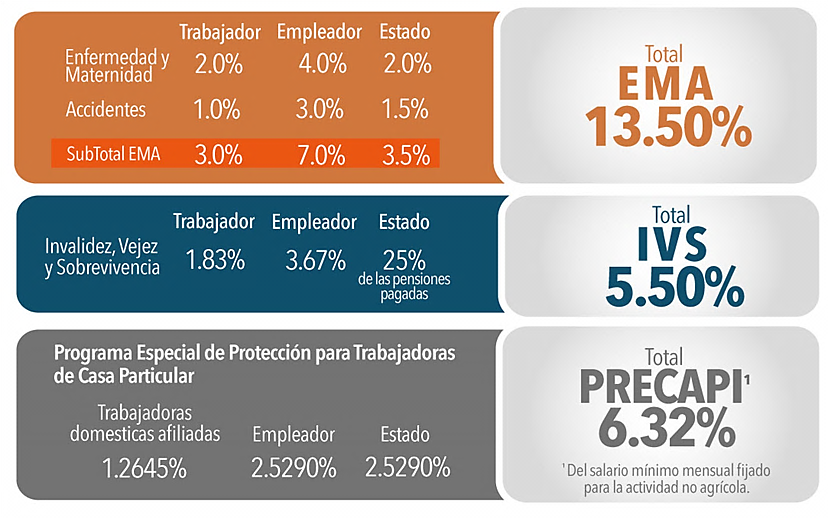 Trabajador Empleador Estado
Enfermedad y
Maternidad 2.0% 4.0% 2.0%
Accidentes 1.0% 3.0% 1.5%
SubTotal EMA 3.0% 7.0% 3.5%
Total
EMA
13.50%
Trabajador Empleador Estado
Invalidez, Vejez
y Sobrevivencia 1.83% 3.67% 25%
de las pensiones
pagadas
Total
IVS
5.50%
Programa Especial de Protección para Trabajadoras
de Casa Particular
Trabajadoras
domesticas afiliadas Empleador Estado
1.2645% 2.5290% 2.5290%
Total
PRECAPI¹
6.32%
¹Del salario mínimo mensual fijado
para la actividad no agrícola.